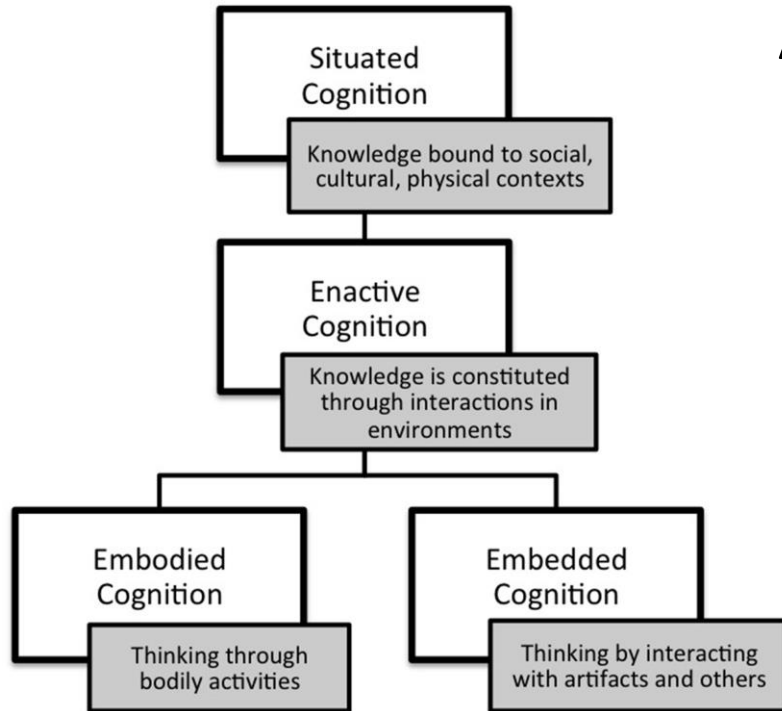 Situated
Cognition
Knowledge bound to social,
cultural, physical contexts
Enactive
Cognition
Knowledge is constituted
through interactions in
environments
Embodied
Cognition
Thinking through
bodily activities
Embedded
Cognition
Thinking by interacting
with artifacts and others